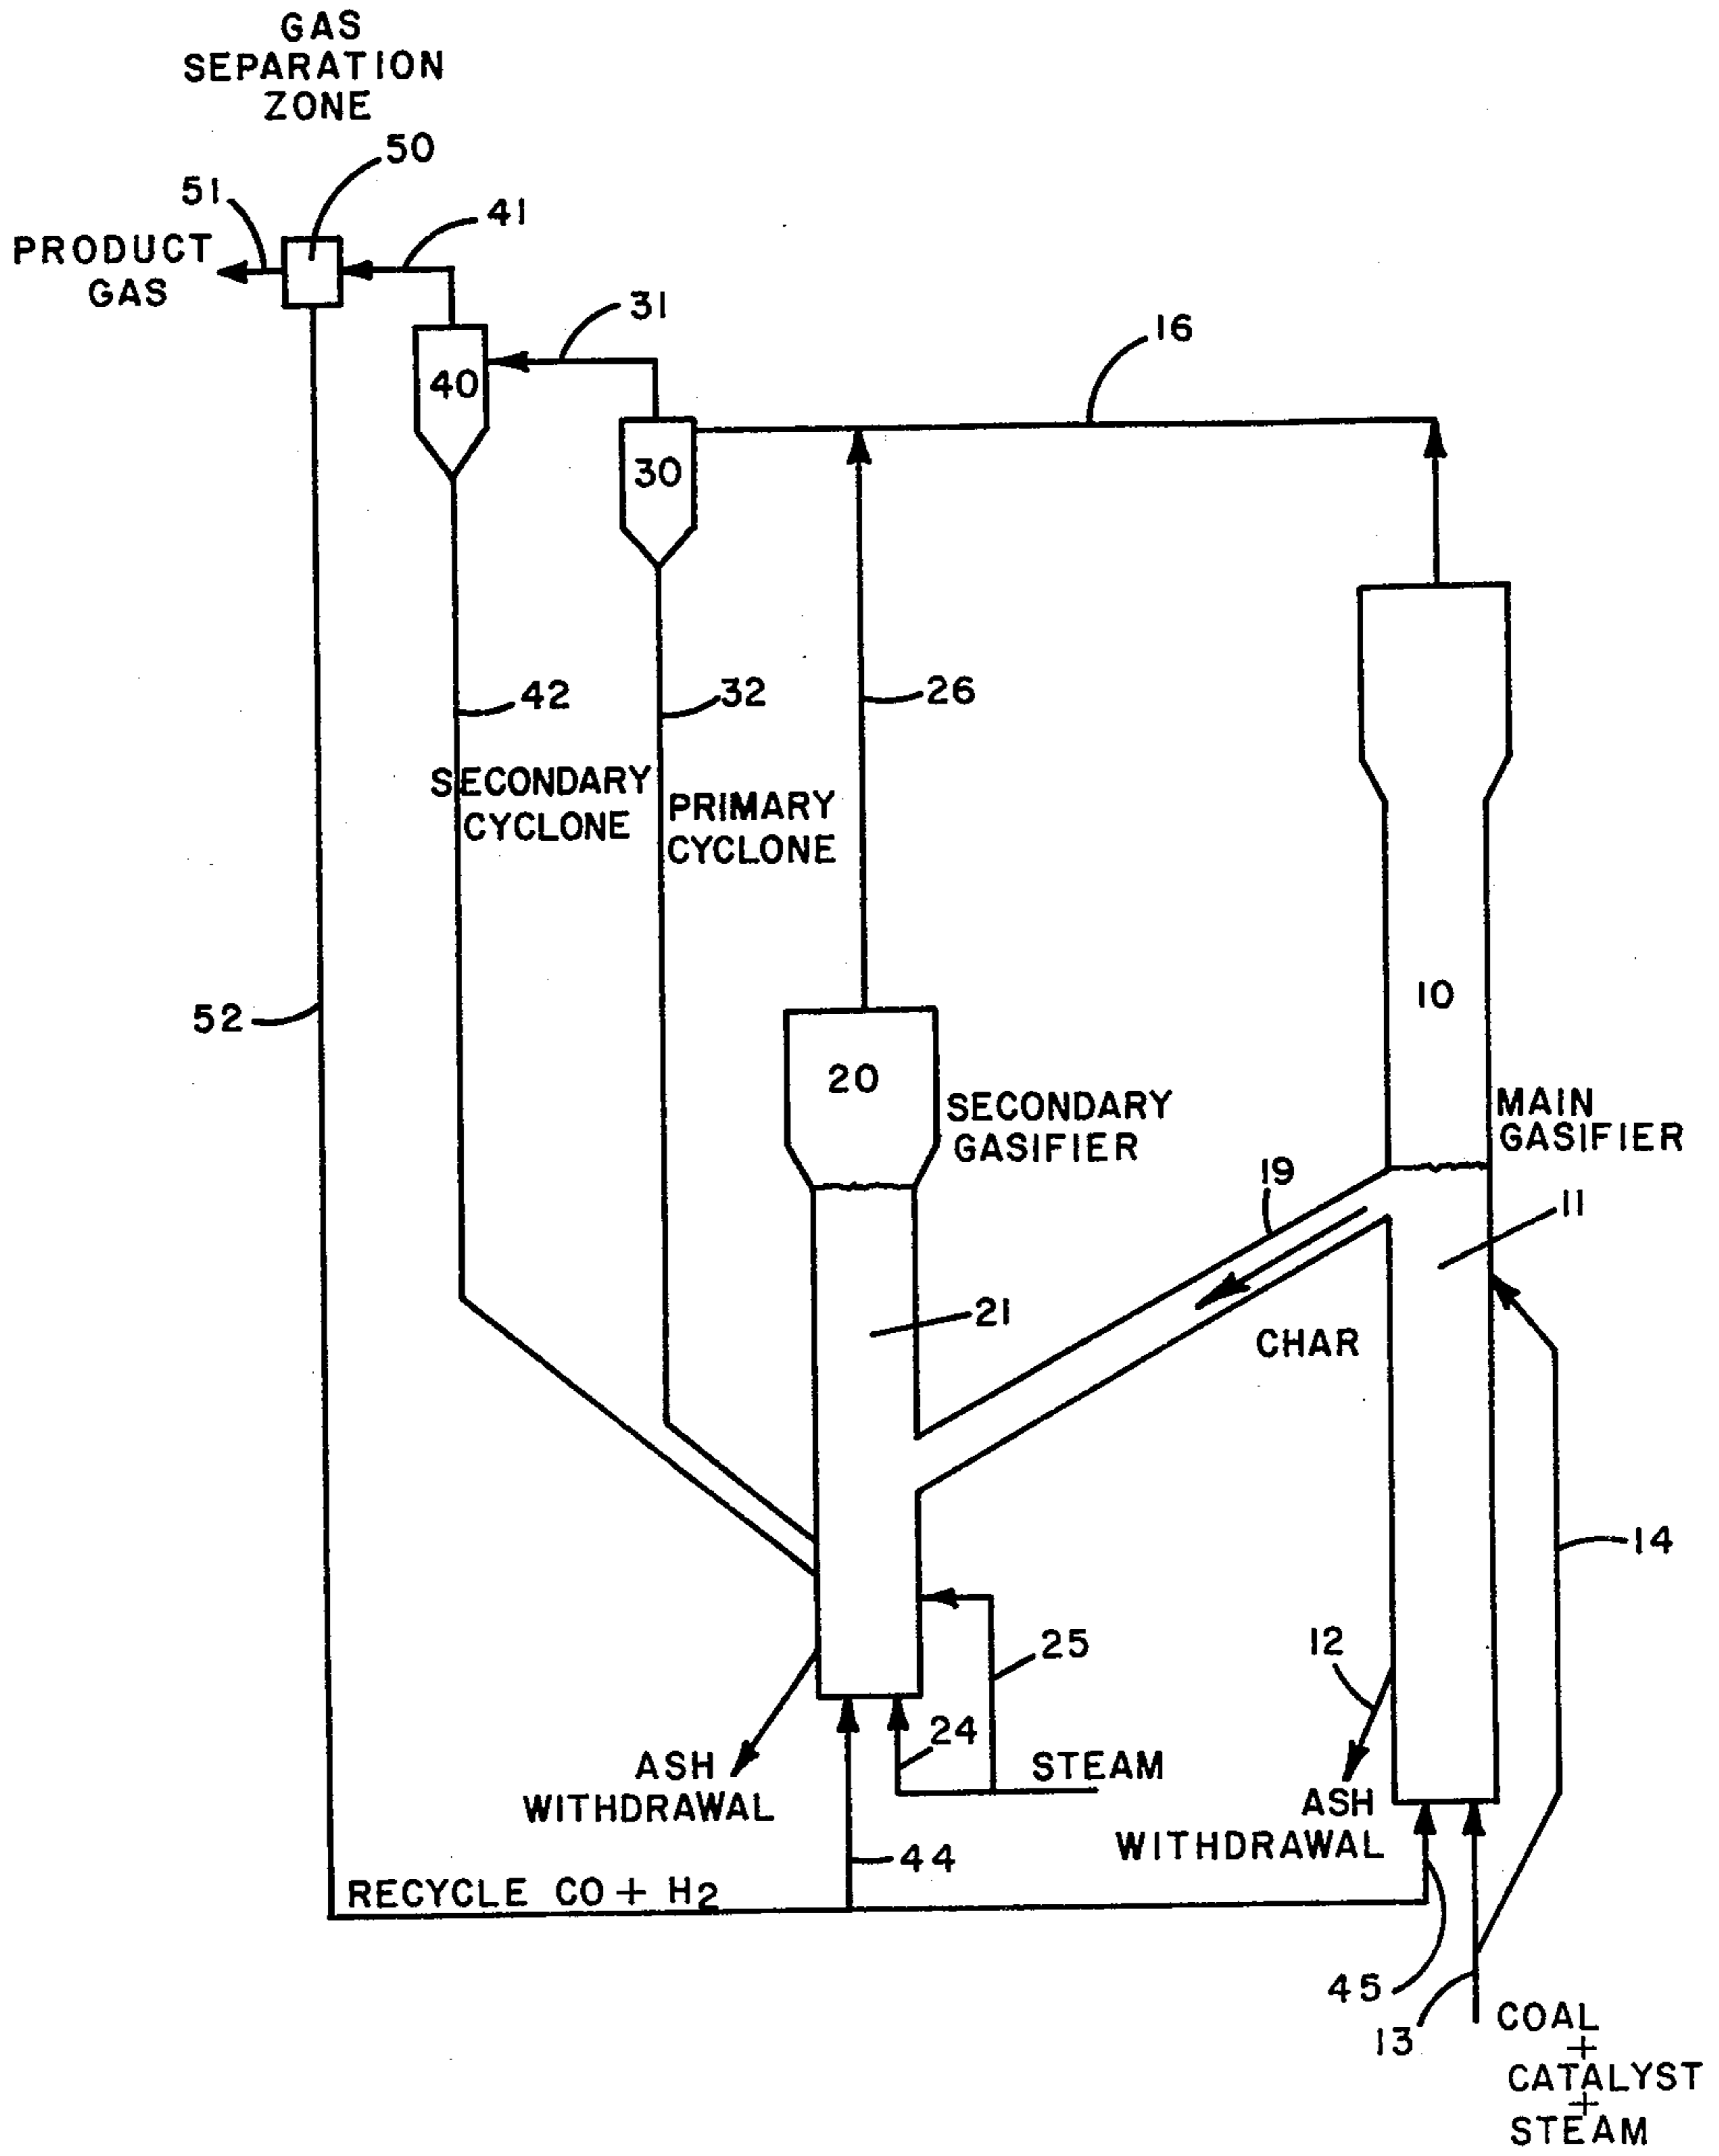 GAS
SEPARATION
ZONE
50
51
41
PRODUCT
GAS
31
16
40
30
42
32
26
SECONDARY
CYCLONE
PRIMARY
CYCLONE
10
52
20
SECONDARY
GASIFIER
MAIN
GASIFIER
19
11
21
CHAR
14
12
25
24
STEAM
ASH
WITHDRAWAL
ASH
WITHDRAWAL
44
RECYCLE CO + H2
45
13
COAL
+
CATALYST
+
STEAM